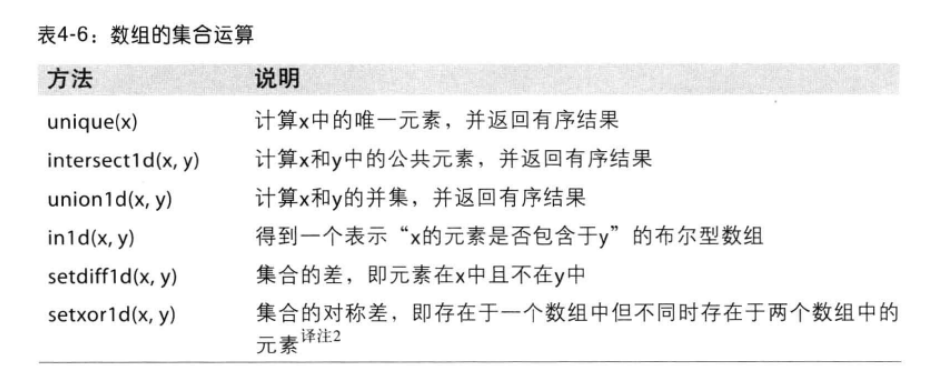 表4-6：数组的集合运算
方法 说明
unique(x) 计算x中的唯一元素，并返回有序结果
intersect1d(x, y) 计算x和y中的公共元素，并返回有序结果
union1d(x, y) 计算x和y的并集，并返回有序结果
in1d(x, y) 得到一个表示“x的元素是否包含于y”的布尔型数组
setdiff1d(x, y) 集合的差，即元素在x中且不在y中
setxor1d(x, y) 集合的对称差，即存在于一个数组中但不同时存在于两个数组中的
元素译注2